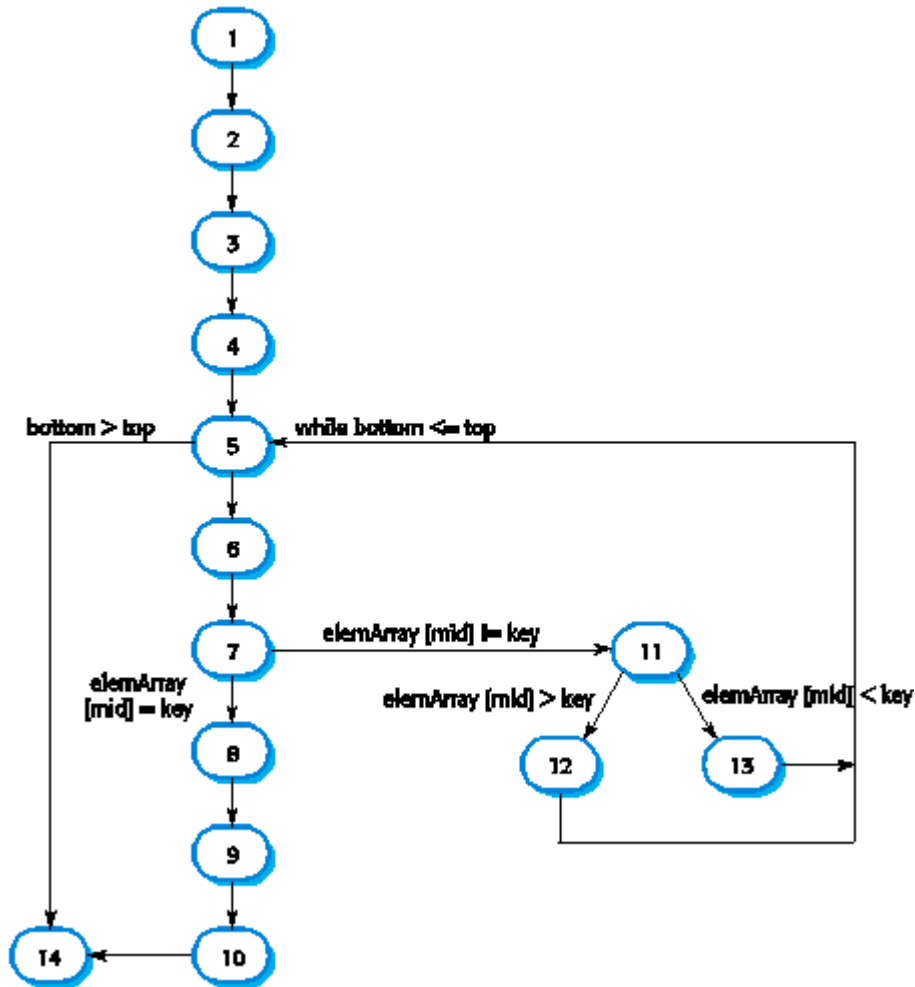 1
2
3
4
bottom > top
while bottom <= top
5
6
7
elemArray [mid] != key
11
elemArray
[mid] = key
elemArray [mid] > key
elemArray [mid] < key
8
12
13
9
14
10